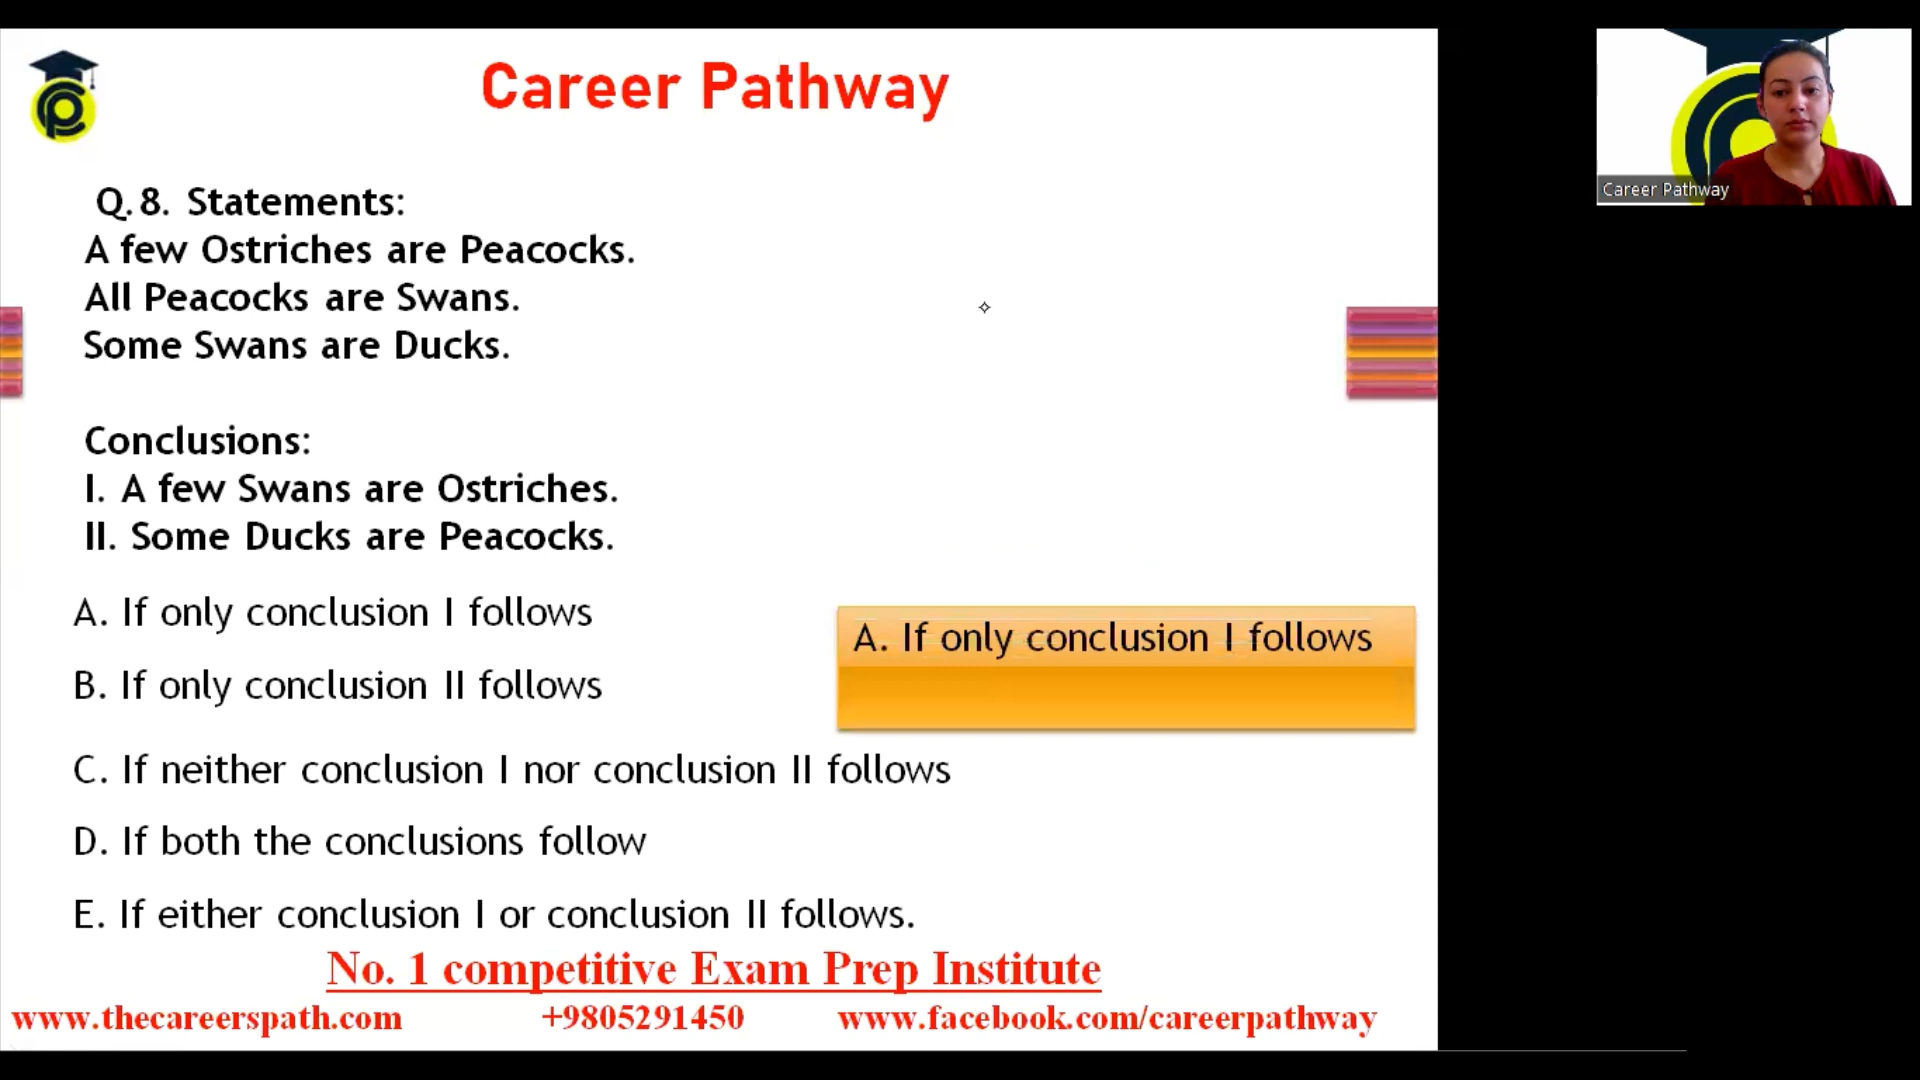 Career Pathway
Career Pathway
Q.8. Statements:
A few Ostriches are Peacocks.
All Peacocks are Swans.
Some Swans are Ducks.
Conclusions:
I. A few Swans are Ostriches.
II. Some Ducks are Peacocks.
A. If only conclusion I follows
A. If only conclusion I follows
B. If only conclusion II follows
C. If neither conclusion I nor conclusion II follows
D. If both the conclusions follow
E. If either conclusion I or conclusion II follows.
No. 1 competitive Exam Prep Institute
www.thecareerspath.com +9805291450 www.facebook.com/careerpathway